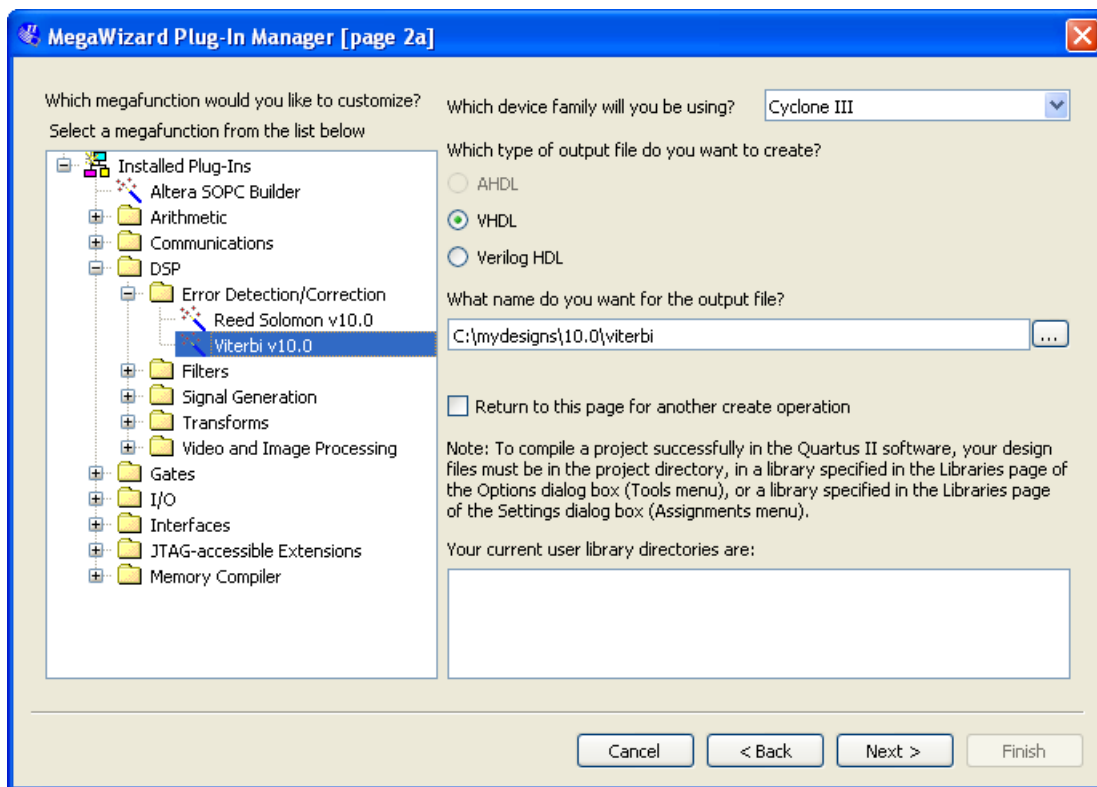 MegaWizard Plug-In Manager [page 2a]
Which megafunction would you like to customize?
Select a megafunction from the list below
Installed Plug-Ins
Altera SOPC Builder
Arithmetic
Communications
DSP
Error Detection/Correction
Reed Solomon v10.0
Viterbi v10.0
Filters
Signal Generation
Transforms
Video and Image Processing
Gates
I/O
Interfaces
JTAG-accessible Extensions
Memory Compiler
Which device family will you be using? Cyclone III
Which type of output file do you want to create?
AHDL
VHDL
Verilog HDL
What name do you want for the output file?
C:\mydesigns\10.0\viterbi ...
Return to this page for another create operation
Note: To compile a project successfully in the Quartus II software, your design
files must be in the project directory, in a library specified in the Libraries page of
the Options dialog box (Tools menu), or a library specified in the Libraries page
of the Settings dialog box (Assignments menu).
Your current user library directories are:
Cancel < Back Next > Finish